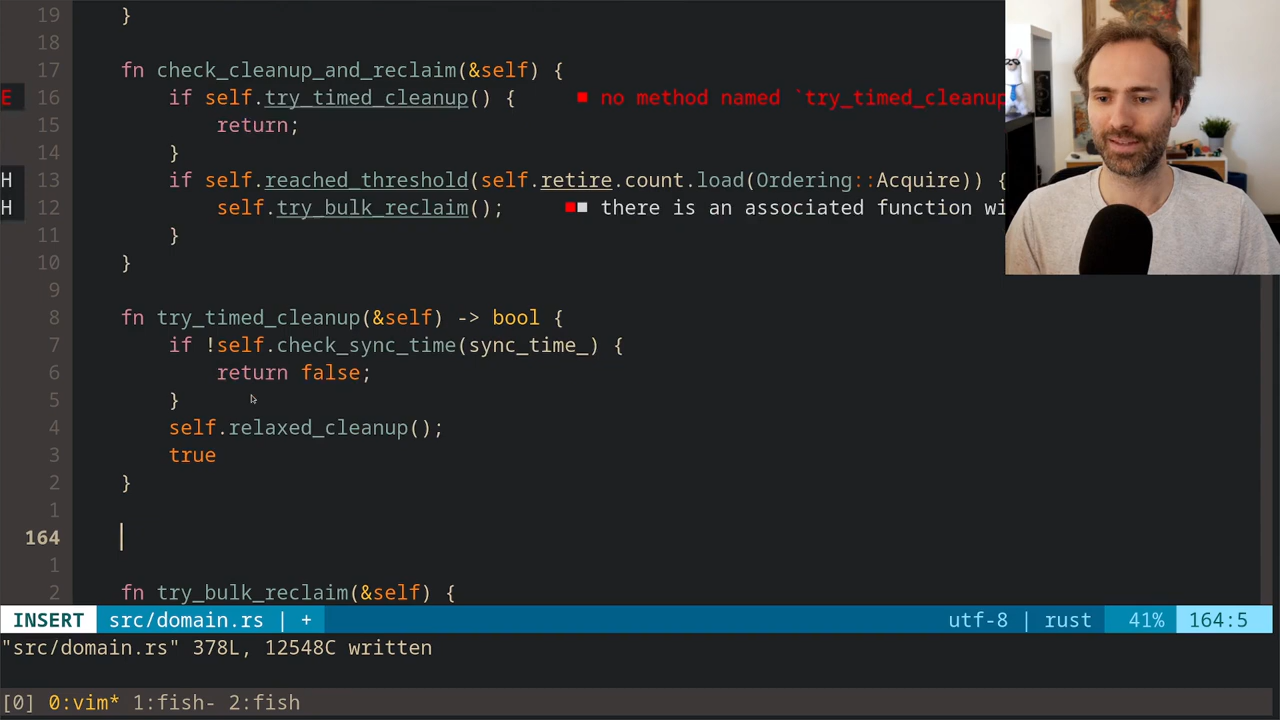 19 }
18
17 fn check_cleanup_and_reclaim(&self) {
E 16 if self.try_timed_cleanup() { ■ no method named `try_timed_cleanup
15 return;
14 }
H 13 if self.reached_threshold(self.retire.count.load(Ordering::Acquire)) {
H 12 self.try_bulk_reclaim(); ■■ there is an associated function wi
11 }
10 }
9
8 fn try_timed_cleanup(&self) -> bool {
7 if !self.check_sync_time(sync_time_) {
6 return false;
5 }
4 self.relaxed_cleanup();
3 true
2 }
1
164
1
2 fn try_bulk_reclaim(&self) {
INSERT src/domain.rs | + utf-8 | rust 41% 164:5
"src/domain.rs" 378L, 12548C written
[0] 0:vim* 1:fish- 2:fish